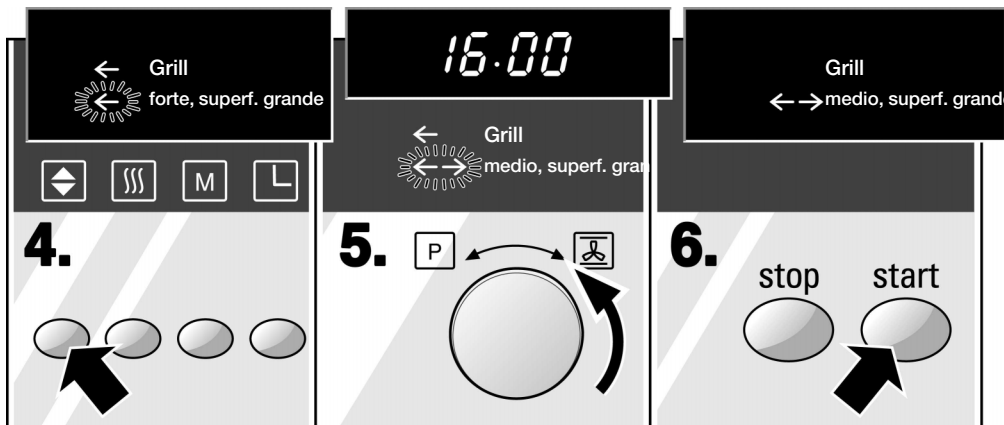 Grill
forte, superf. grande
M
4.
16.00
Grill
medio, superf. gran
5.
P
Grill
medio, superf. grande
6.
stop
start